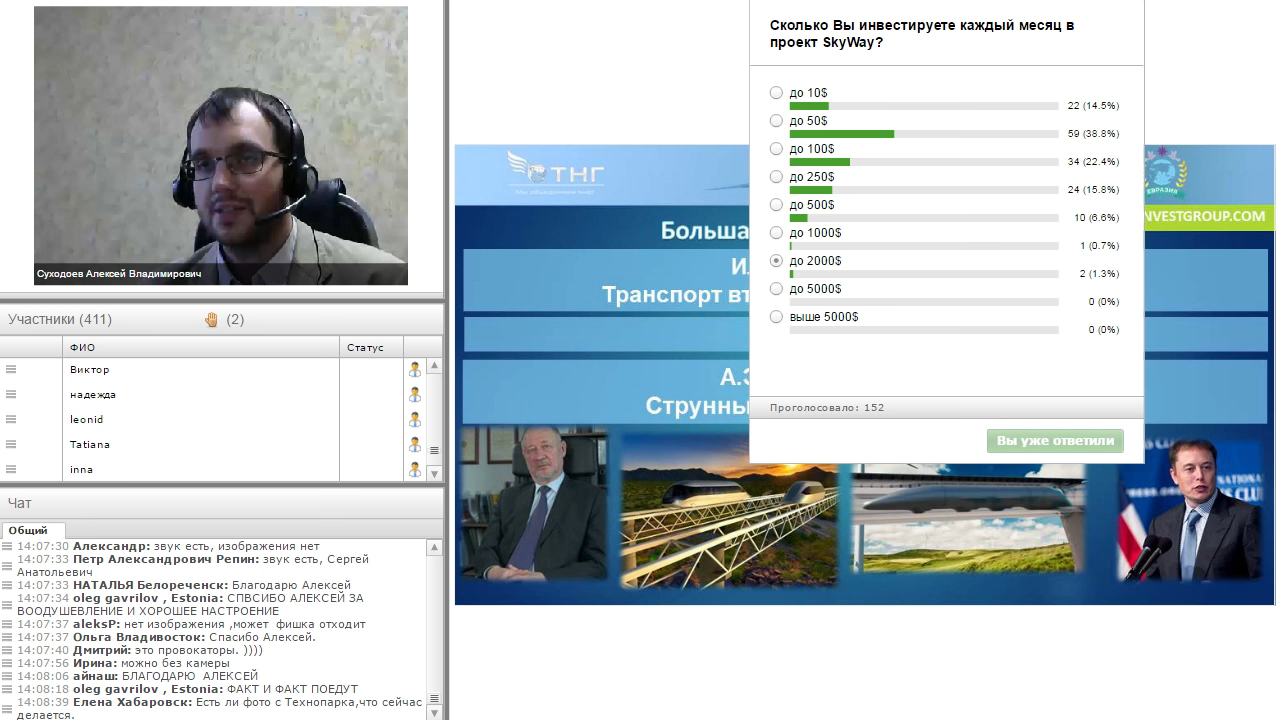 Суходоев Алексей Владимирович
Участники (411)
(2)
ФИО
Статус
Виктор
надежда
leonid
Tatiana
inna
Чат
Общий
14:07:30 Александр: звук есть, изображения нет
14:07:33 Петр Александрович Репин: звук есть, Сергей
Анатольевич
14:07:33 НАТАЛЬЯ Белореченск: Благодарю Алексей
14:07:34 oleg gavrilov , Estonia: СПВСИБО АЛЕКСЕЙ ЗА
ВООДУШЕВЛЕНИЕ И ХОРОШЕЕ НАСТРОЕНИЕ
14:07:37 aleksP: нет изображения ,может  фишка отходит
14:07:37 Ольга Владивосток: Спасибо Алексей.
14:07:40 Дмитрий: это провокаторы. ))))
14:07:56 Ирина: можно без камеры
14:08:06 айнаш: БЛАГОДАРЮ  АЛЕКСЕЙ
14:08:18 oleg gavrilov , Estonia: ФАКТ И ФАКТ ПОЕДУТ
14:08:39 Елена Хабаровск: Есть ли фото с Технопарка,что сейчас
делается.
ТНГ
Больша
Транспорт вт
А.Э
Струнны
ЕВРАЗИЯ
NVESTGROUP.COM
Сколько Вы инвестируете каждый месяц в
проект SkyWay?
до 10$
22 (14.5%)
до 50$
59 (38.8%)
до 100$
34 (22.4%)
до 250$
24 (15.8%)
до 500$
10 (6.6%)
до 1000$
1 (0.7%)
до 2000$
2 (1.3%)
до 5000$
0 (0%)
выше 5000$
0 (0%)
Проголосовало: 152
Вы уже ответили